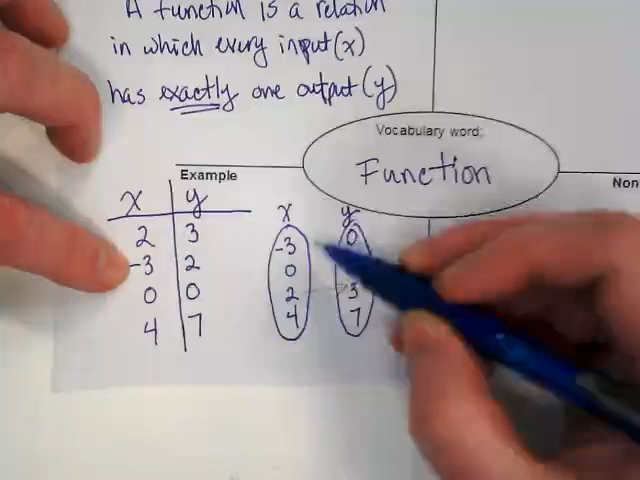 A function is a relation
in which every input (x)
has exactly one output (y)
Vocabulary word:
Function
Example
Non
x y
2 3
-3 2
0 0
4 7
x y
-3 0
0
2 3
4 7